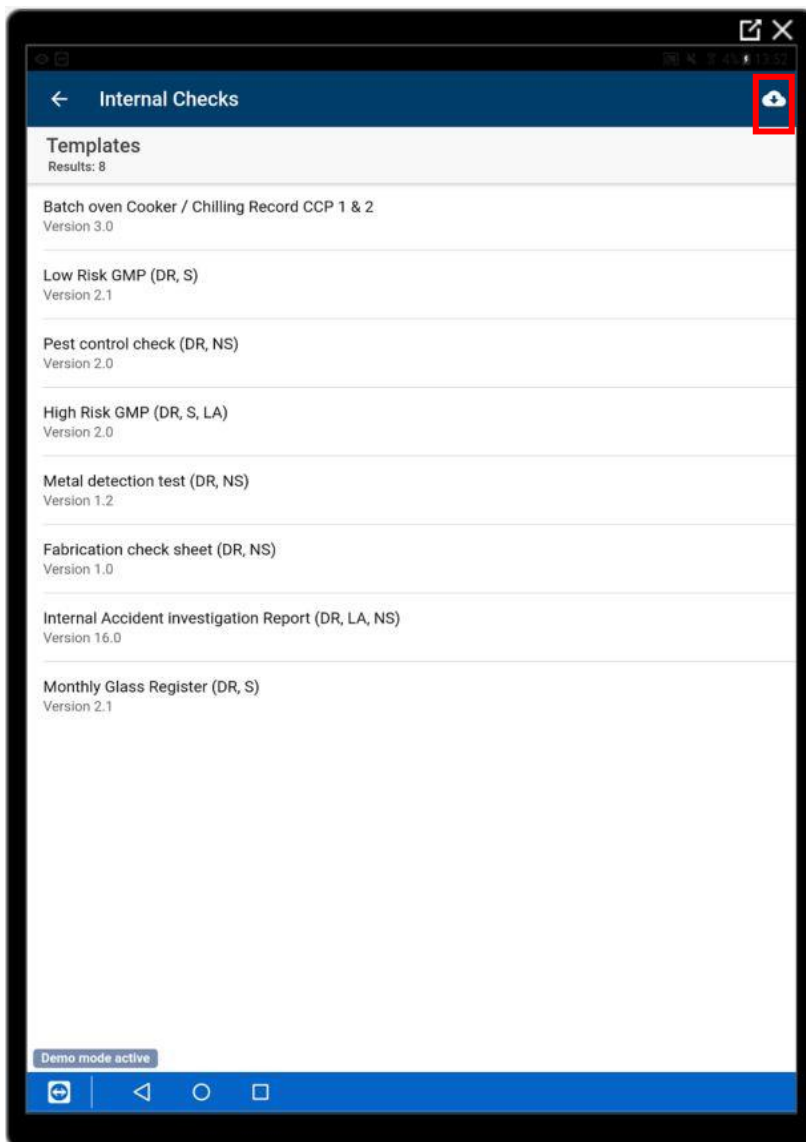 4% 13:52
Internal Checks
Templates
Results: 8
Batch oven Cooker / Chilling Record CCP 1 & 2
Version 3.0
Low Risk GMP (DR, S)
Version 2.1
Pest control check (DR, NS)
Version 2.0
High Risk GMP (DR, S, LA)
Version 2.0
Metal detection test (DR, NS)
Version 1.2
Fabrication check sheet (DR, NS)
Version 1.0
Internal Accident investigation Report (DR, LA, NS)
Version 16.0
Monthly Glass Register (DR, S)
Version 2.1
Demo mode active